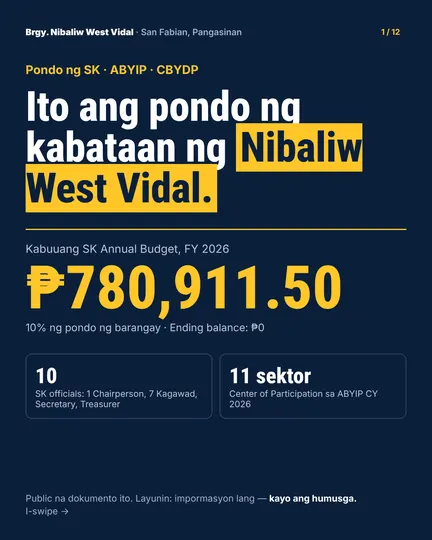 Brgy. Nibaliw West Vidal · San Fabian, Pangasinan
1 / 12
Pondo ng SK · ABYIP · CBYDP
Ito ang pondo ng
kabataan ng Nibaliw
West Vidal.
Kabuuang SK Annual Budget, FY 2026
₱780,911.50
10% ng pondo ng barangay · Ending balance: ₱0
10
SK officials: 1 Chairperson, 7 Kagawad,
Secretary, Treasurer
11 sektor
Center of Participation sa ABYIP CY
2026
Public na dokumento ito. Layunin: impormasyon lang — kayo ang humusga.
I-swipe →